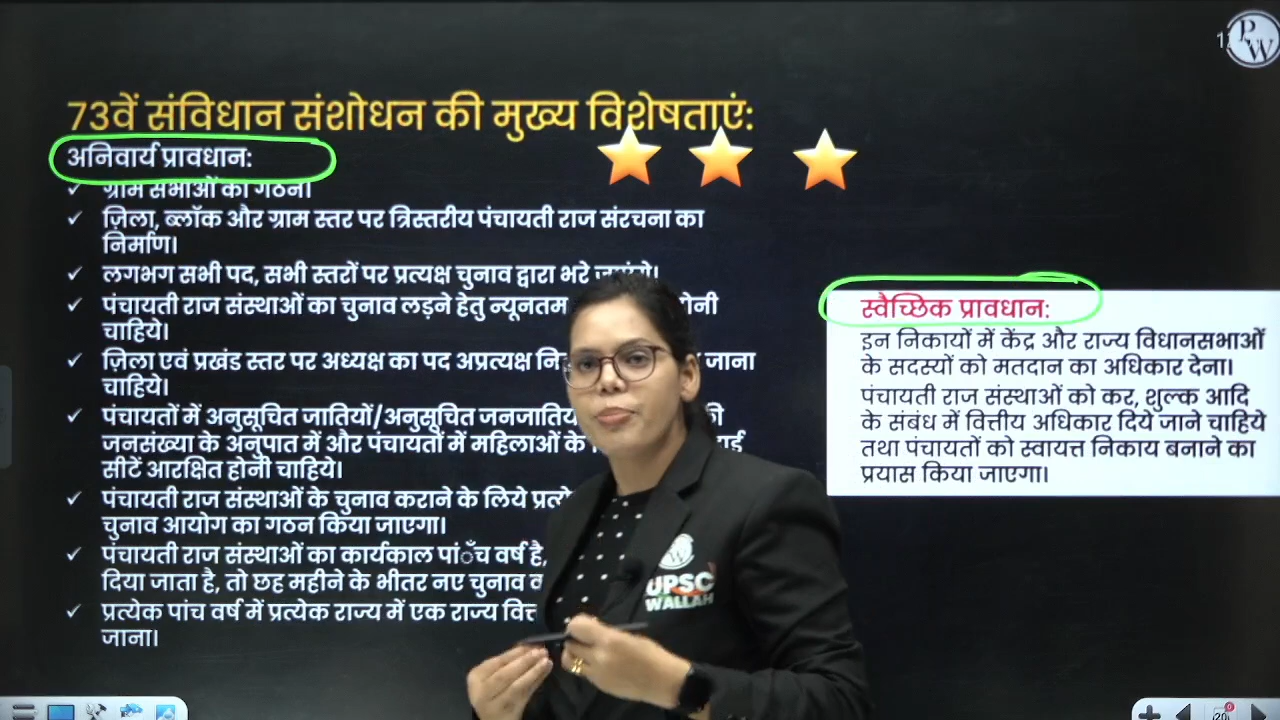 PW
73वें संविधान संशोधन की मुख्य विशेषताएं:
अनिवार्य प्रावधान:
✓ ग्राम सभाओं का गठन।
✓ ज़िला, ब्लॉक और ग्राम स्तर पर त्रिस्तरीय पंचायती राज संरचना का
निर्माण।
✓ लगभग सभी पद, सभी स्तरों पर प्रत्यक्ष चुनाव द्वारा भरे जाएंगे।
✓ पंचायती राज संस्थाओं का चुनाव लड़ने हेतु न्यूनतम
चाहिये।
✓ ज़िला एवं प्रखंड स्तर पर अध्यक्ष का पद अप्रत्यक्ष जाना
चाहिये।
✓ पंचायतों में अनुसूचित जातियों/अनुसूचित
जनसंख्या के अनुपात में और पंचायतों में महिलाओं के
सीटें आरक्षित होनी चाहिये।
✓ पंचायती राज संस्थाओं के चुनाव कराने के लिये
चुनाव आयोग का गठन किया जाएगा।
✓ पंचायती राज संस्थाओं का कार्यकाल पांँच वर्ष है,
दिया जाता है, तो छह महीने के भीतर नए चुनाव
✓ प्रत्येक पांच वर्ष में प्रत्येक राज्य में एक राज्य
जाना।
स्वैच्छिक प्रावधान:
इन निकायों में केंद्र और राज्य विधानसभाओं
के सदस्यों को मतदान का अधिकार देना।
पंचायती राज संस्थाओं को कर, शुल्क आदि
के संबंध में वित्तीय अधिकार दिये जाने चाहिये
तथा पंचायतों को स्वायत्त निकाय बनाने का
प्रयास किया जाएगा।
UPSC
WALLAH
20